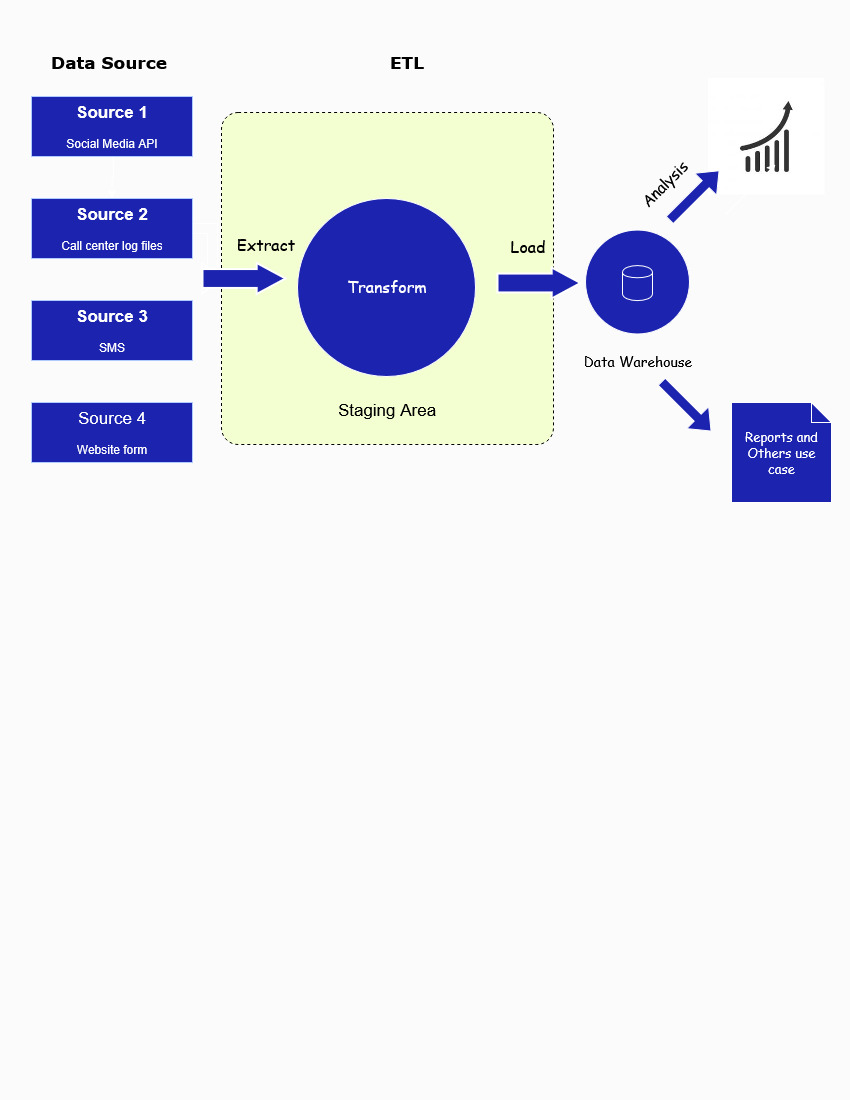 Data Source
ETL
Source 1
Social Media API
Source 2
Call center log files
Source 3
SMS
Source 4
Website form
Extract
Transform
Load
Staging Area
Data Warehouse
Analysis
Reports and
Others use
case